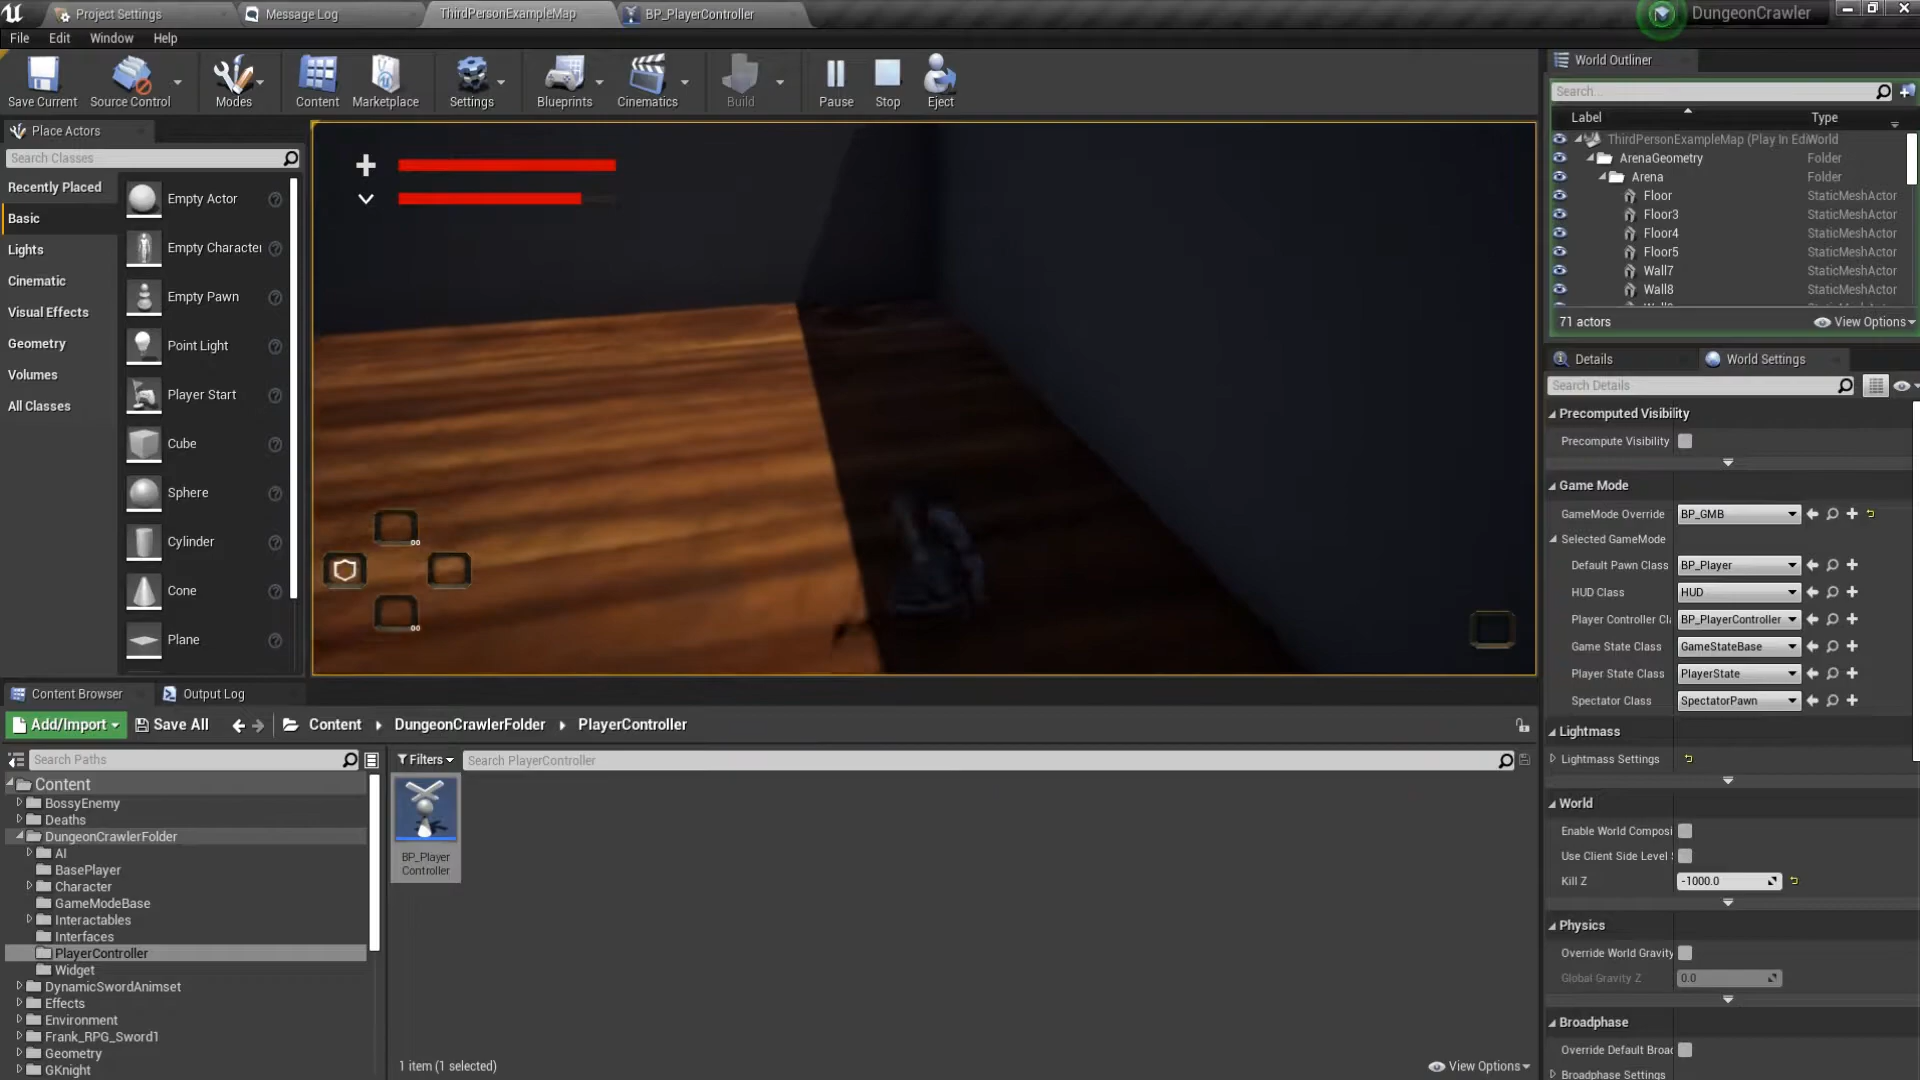 Project Settings
Message Log
ThirdPersonExampleMap
BP_PlayerController
DungeonCrawler
File Edit Window Help
Save Current
Source Control
Modes
Content
Marketplace
Settings
Blueprints
Cinematics
Build
Pause
Stop
Eject
Place Actors
Search Classes
Recently Placed
Basic
Lights
Cinematic
Visual Effects
Geometry
Volumes
All Classes
Empty Actor
Empty Character
Empty Pawn
Point Light
Player Start
Cube
Sphere
Cylinder
Cone
Plane
World Outliner
Search...
Label Type
ThirdPersonExampleMap (Play In Edi World
ArenaGeometry Folder
Arena Folder
Floor StaticMeshActor
Floor3 StaticMeshActor
Floor4 StaticMeshActor
Floor5 StaticMeshActor
Wall7 StaticMeshActor
Wall8 StaticMeshActor
71 actors View Options
Details World Settings
Search Details
Precomputed Visibility
Precompute Visibility
Game Mode
GameMode Override BP_GMB
Selected GameMode
Default Pawn Class BP_Player
HUD Class HUD
Player Controller Cl BP_PlayerController
Game State Class GameStateBase
Player State Class PlayerState
Spectator Class SpectatorPawn
Lightmass
Lightmass Settings
World
Enable World Composi
Use Client Side Level S
Kill Z -1000.0
Physics
Override World Gravity
Global Gravity Z 0.0
Broadphase
Override Default Broad
Broadphase Settings
Content Browser Output Log
Add/Import Save All Content DungeonCrawlerFolder PlayerController
Search Paths
Filters Search PlayerController
Content
BossyEnemy
Deaths
DungeonCrawlerFolder
AI
BasePlayer
Character
GameModeBase
Interactables
Interfaces
PlayerController
Widget
DynamicSwordAnimset
Effects
Environment
Frank_RPG_Sword1
Geometry
GKnight
BP_Player
Controller
1 item (1 selected) View Options